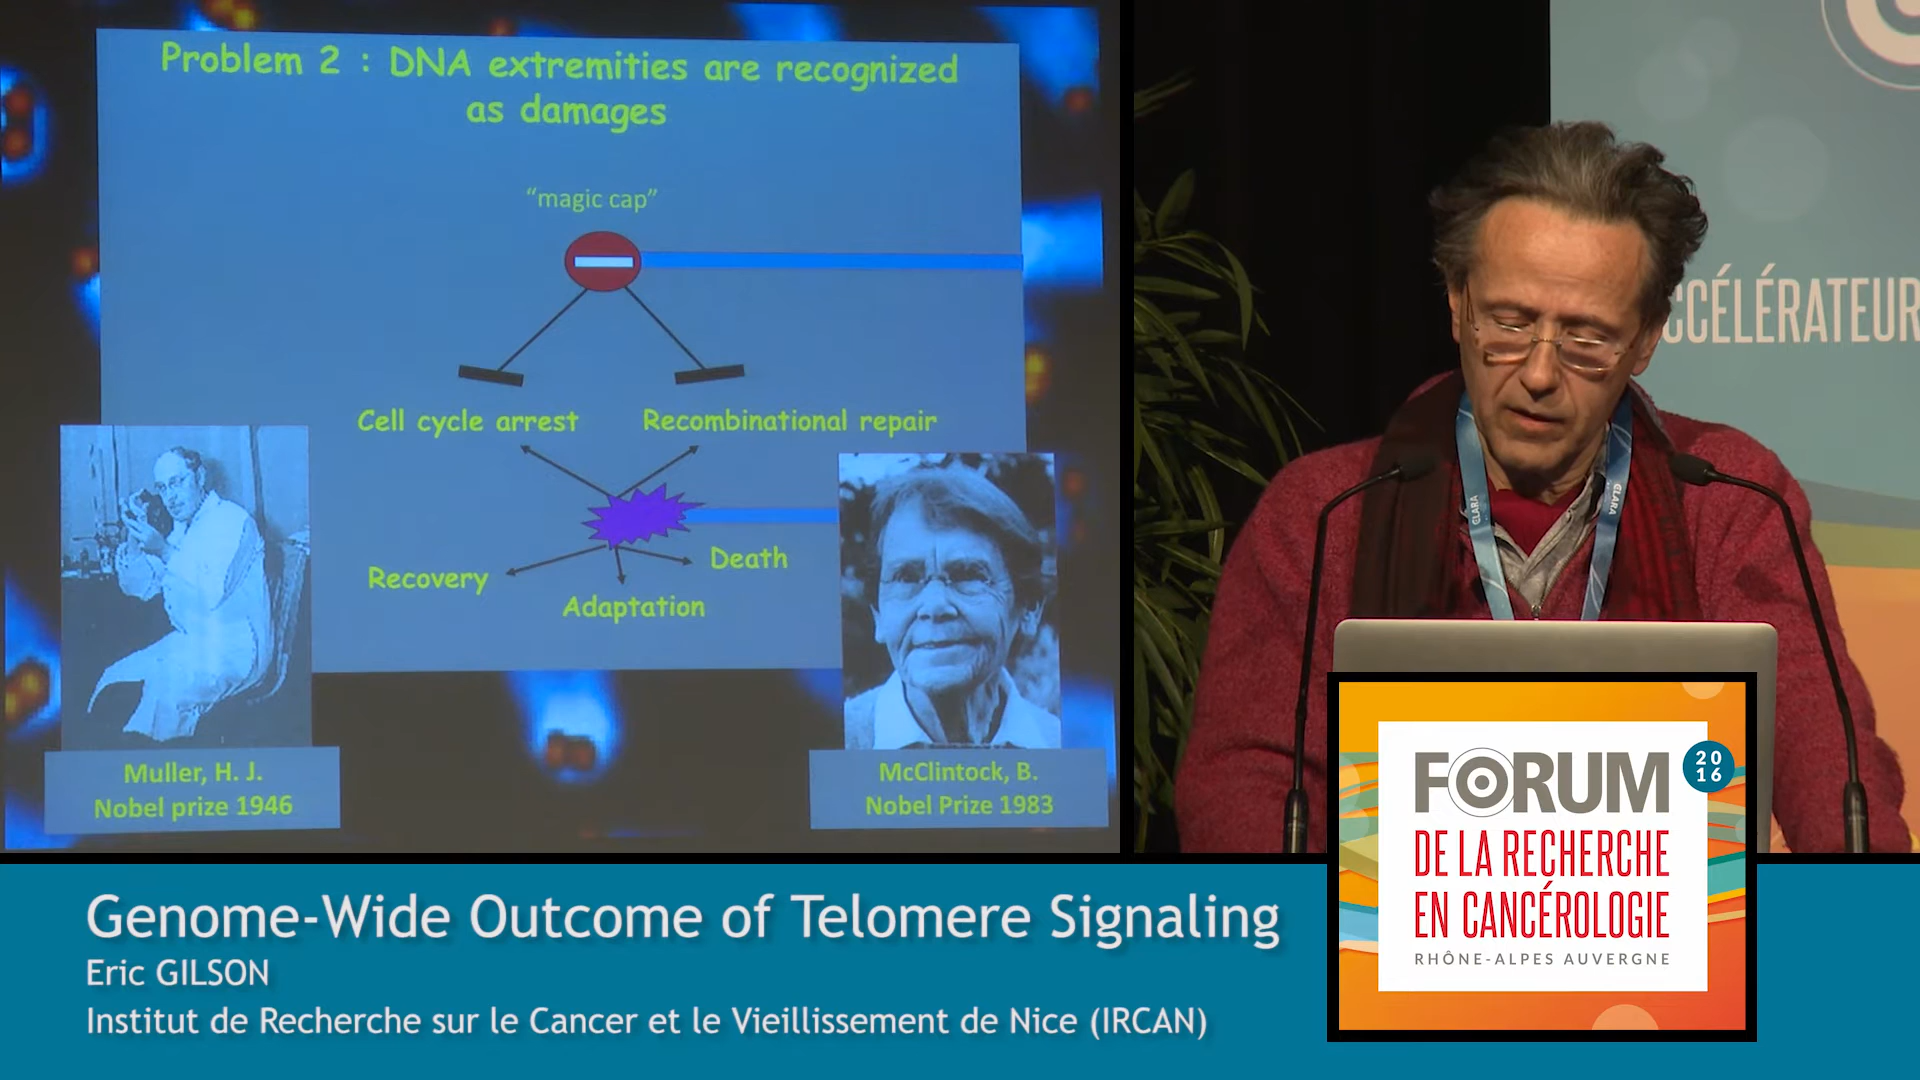 Problem 2 : DNA extremities are recognized
as damages
“magic cap”
Cell cycle arrest
Recombinational repair
Recovery
Adaptation
Death
Muller, H. J.
Nobel prize 1946
McClintock, B.
Nobel Prize 1983
CCÉLÉRATEUR
CLARA
CLARA
Genome-Wide Outcome of Telomere Signaling
Eric GILSON
Institut de Recherche sur le Cancer et le Vieillissement de Nice (IRCAN)
FORUM
20
16
DE LA RECHERCHE
EN CANCÉROLOGIE
RHÔNE-ALPES AUVERGNE